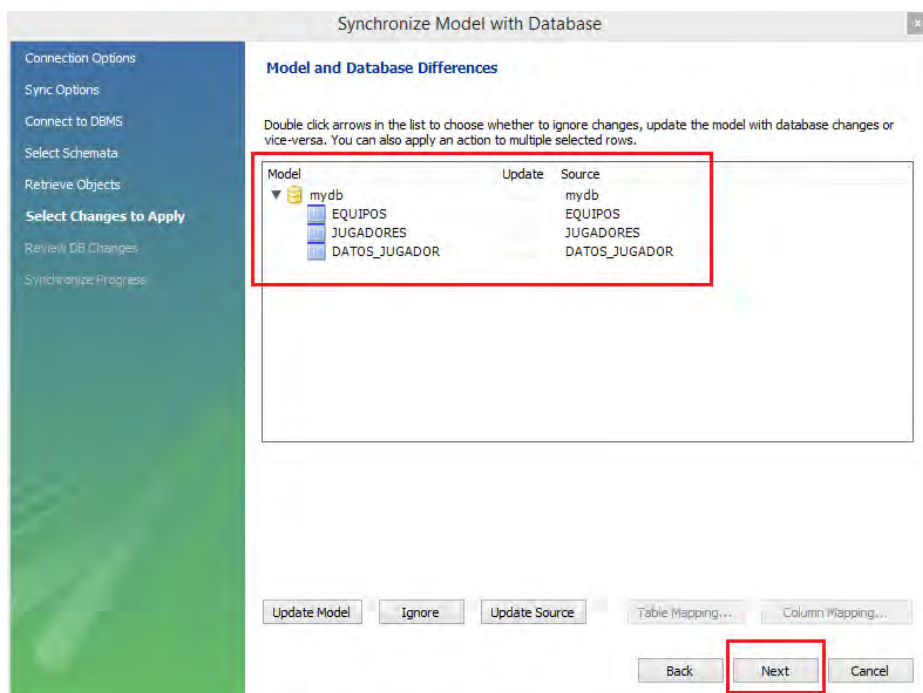 Synchronize Model with Database
x
Connection Options
Sync Options
Connect to DBMS
Select Schemata
Retrieve Objects
Select Changes to Apply
Review DB Changes
Synchronize Progress
Model and Database Differences
Double click arrows in the list to choose whether to ignore changes, update the model with database changes or
vice-versa. You can also apply an action to multiple selected rows.
Model Update Source
mydb mydb
EQUIPOS EQUIPOS
JUGADORES JUGADORES
DATOS_JUGADOR DATOS_JUGADOR
Update Model Ignore Update Source Table Mapping... Column Mapping...
Back Next Cancel